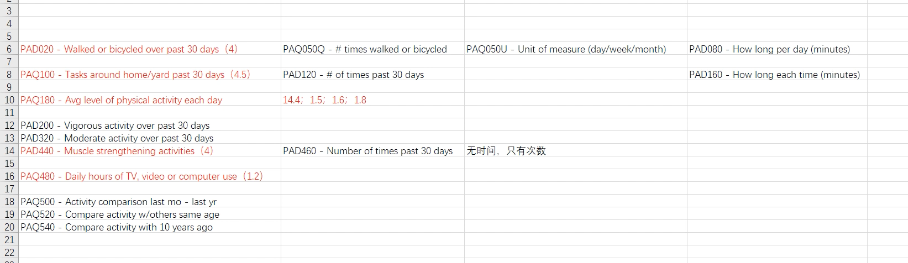 2
3
4
5
6 PAD020 - Walked or bicycled over past 30 days（4） PAQ050Q - # times walked or bicycled PAQ050U - Unit of measure (day/week/month) PAD080 - How long per day (minutes)
7
8 PAQ100 - Tasks around home/yard past 30 days（4.5） PAD120 - # of times past 30 days PAD160 - How long each time (minutes)
9
10 PAQ180 - Avg level of physical activity each day 14.4；1.5；1.6；1.8
11
12 PAD200 - Vigorous activity over past 30 days
13 PAD320 - Moderate activity over past 30 days
14 PAD440 - Muscle strengthening activities（4） PAD460 - Number of times past 30 days 无时间，只有次数
15
16 PAQ480 - Daily hours of TV, video or computer use（1.2）
17
18 PAQ500 - Activity comparison last mo - last yr
19 PAQ520 - Compare activity w/others same age
20 PAQ540 - Compare activity with 10 years ago
21
22